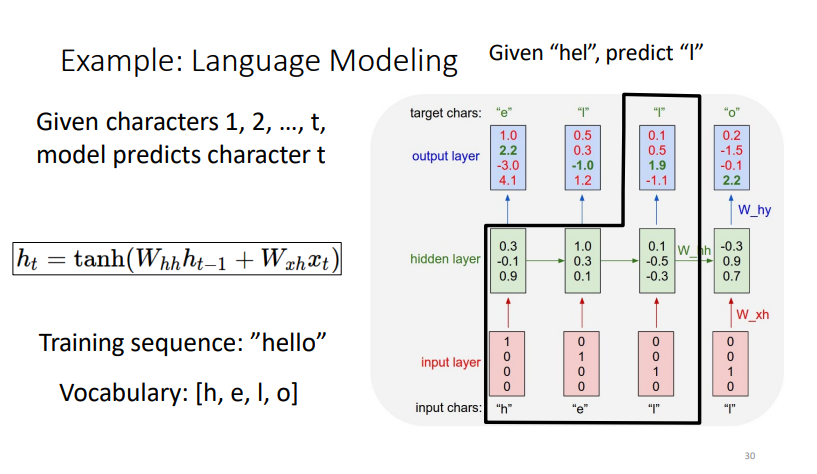 Example: Language Modeling
Given “hel”, predict “l”
Given characters 1, 2, …, t,
model predicts character t
h_t = tanh(W_{hh}h_{t−1} + W_{xh}x_t)
Training sequence: ”hello”
Vocabulary: [h, e, l, o]
target chars: “e” “l” “l” “o”
output layer
1.0 0.5 0.1 0.2
2.2 0.3 0.5 -1.5
-3.0 -1.0 1.9 -0.1
4.1 1.2 -1.1 2.2
W_hy
hidden layer
0.3 1.0 0.1 -0.3
-0.1 0.3 -0.5 0.9
0.9 0.1 -0.3 0.7
W_hh
W_xh
input layer
1 0 0 0
0 1 0 0
0 0 1 1
0 0 0 0
input chars: “h” “e” “l” “l”
30